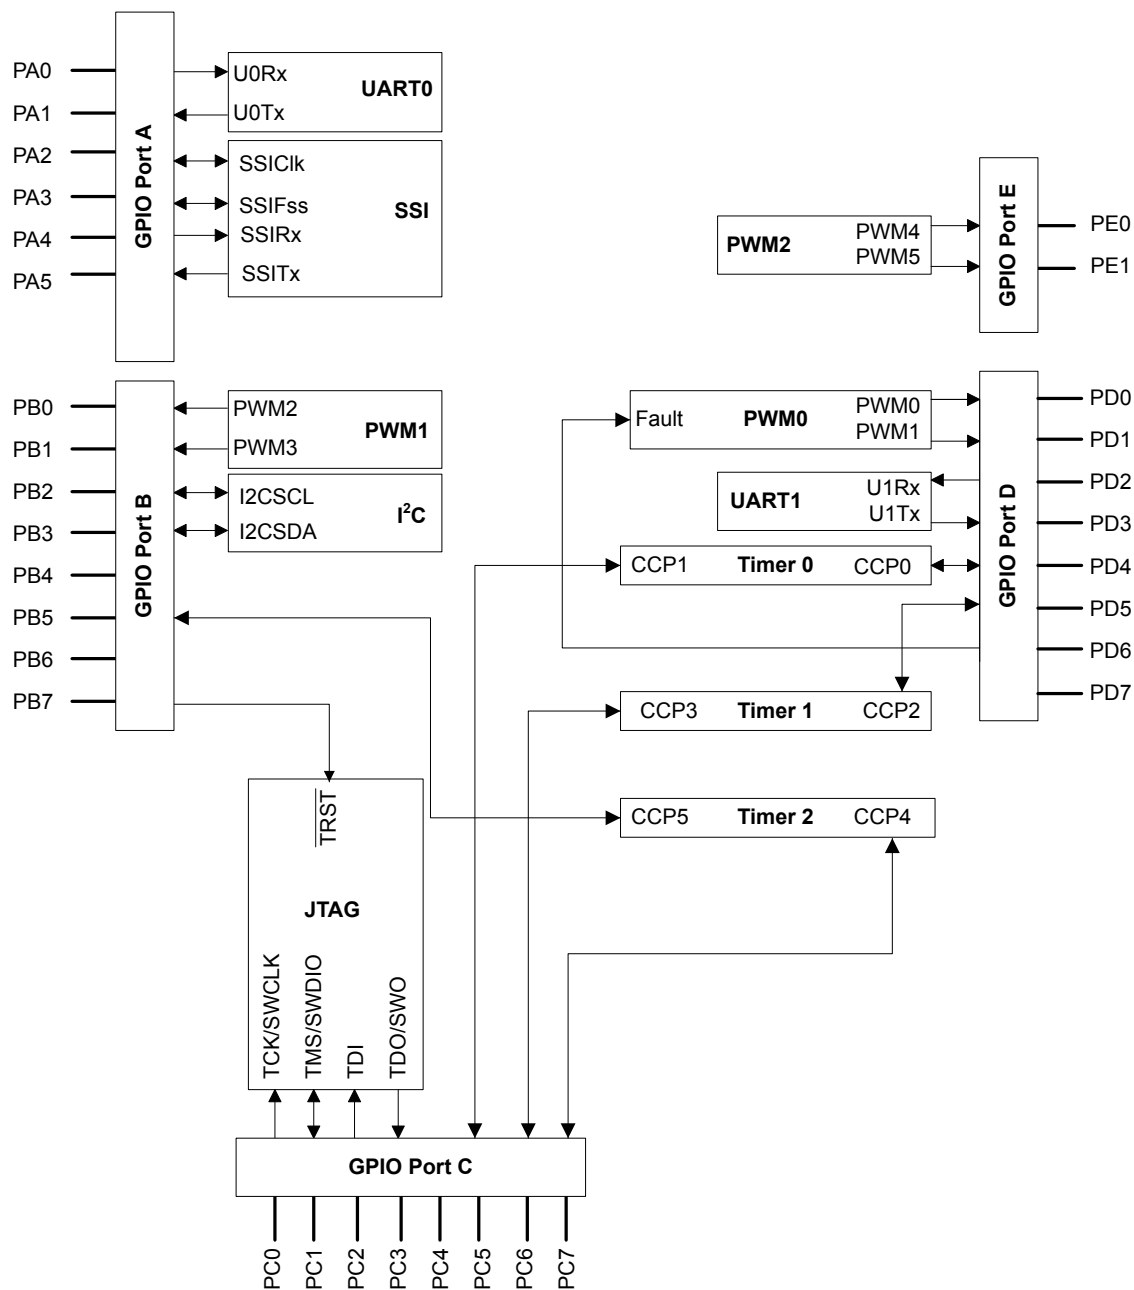 PA0
PA1
PA2
PA3
PA4
PA5
GPIO Port A
U0Rx
U0Tx
UART0
SSIClk
SSIFss
SSIRx
SSITx
SSI
PWM2
PWM4
PWM5
GPIO Port E
PE0
PE1
PB0
PB1
PB2
PB3
PB4
PB5
PB6
PB7
GPIO Port B
PWM2
PWM3
PWM1
I2CSCL
I2CSDA
I²C
Fault
PWM0
PWM0
PWM1
UART1
U1Rx
U1Tx
CCP1
Timer 0
CCP0
CCP3
Timer 1
CCP2
CCP5
Timer 2
CCP4
GPIO Port D
PD0
PD1
PD2
PD3
PD4
PD5
PD6
PD7
TRST
JTAG
TCK/SWCLK
TMS/SWDIO
TDI
TDO/SWO
GPIO Port C
PC0
PC1
PC2
PC3
PC4
PC5
PC6
PC7